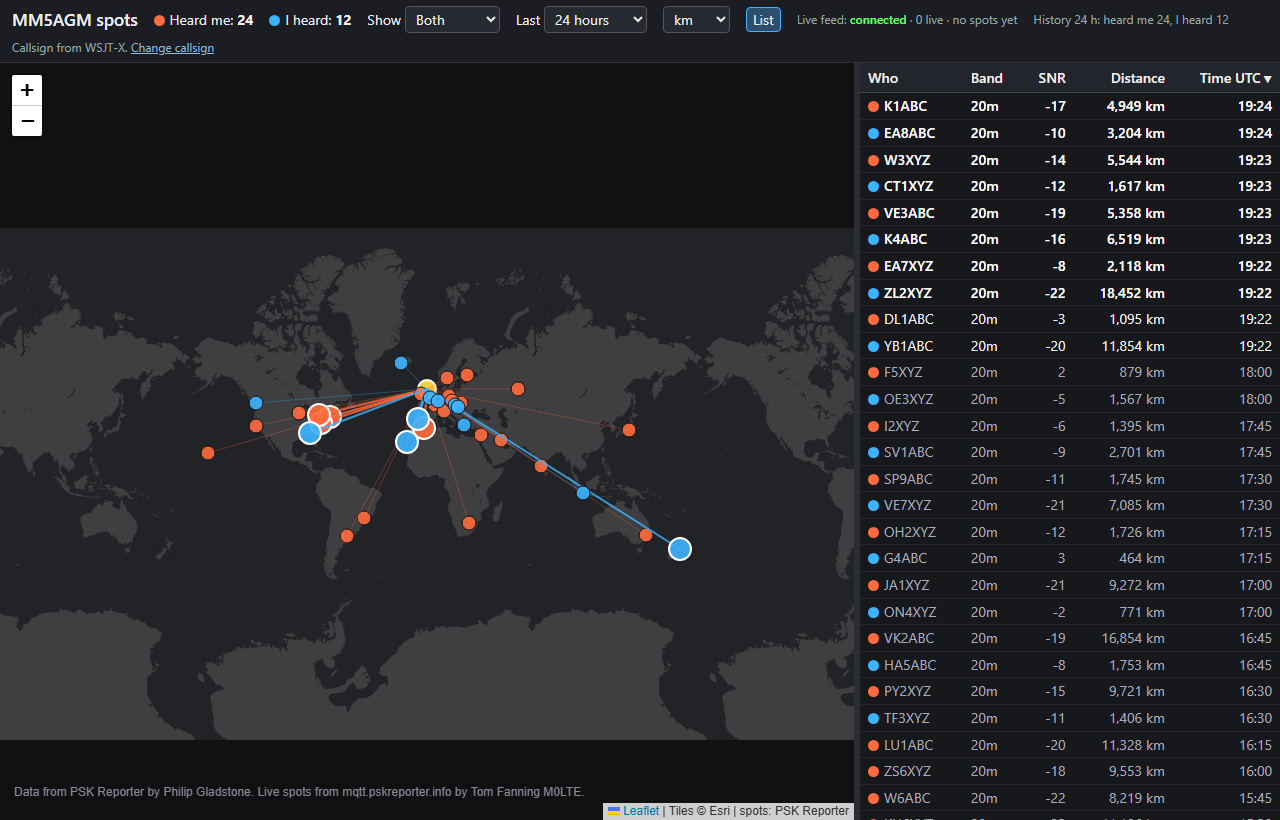 MM5AGM spots Heard me: 24 I heard: 12 Show Both Last 24 hours km List Live feed: connected · 0 live · no spots yet History 24 h: heard me 24, I heard 12
Callsign from WSJT-X. Change callsign
+
−
Who Band SNR Distance Time UTC ▼
K1ABC 20m -17 4,949 km 19:24
EA8ABC 20m -10 3,204 km 19:24
W3XYZ 20m -14 5,544 km 19:23
CT1XYZ 20m -12 1,617 km 19:23
VE3ABC 20m -19 5,358 km 19:23
K4ABC 20m -16 6,519 km 19:23
EA7XYZ 20m -8 2,118 km 19:22
ZL2XYZ 20m -22 18,452 km 19:22
DL1ABC 20m -3 1,095 km 19:22
YB1ABC 20m -20 11,854 km 19:22
F5XYZ 20m 2 879 km 18:00
OE3XYZ 20m -5 1,567 km 18:00
I2XYZ 20m -6 1,395 km 17:45
SV1ABC 20m -9 2,701 km 17:45
SP9ABC 20m -11 1,745 km 17:30
VE7XYZ 20m -21 7,085 km 17:30
OH2XYZ 20m -12 1,726 km 17:15
G4ABC 20m 3 464 km 17:15
JA1XYZ 20m -21 9,272 km 17:00
ON4XYZ 20m -2 771 km 17:00
VK2ABC 20m -19 16,854 km 16:45
HA5ABC 20m -8 1,753 km 16:45
PY2XYZ 20m -15 9,721 km 16:30
TF3XYZ 20m -11 1,406 km 16:30
LU1ABC 20m -20 11,328 km 16:15
ZS6XYZ 20m -18 9,553 km 16:00
W6ABC 20m -22 8,219 km 15:45
Data from PSK Reporter by Philip Gladstone. Live spots from mqtt.pskreporter.info by Tom Fanning M0LTE.
Leaflet | Tiles © Esri | spots: PSK Reporter